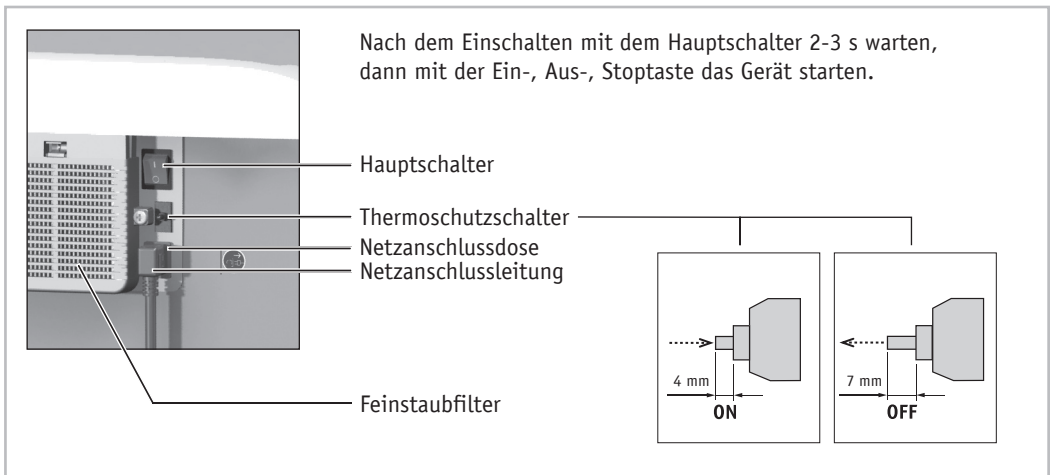 Nach dem Einschalten mit dem Hauptschalter 2-3 s warten,
dann mit der Ein-, Aus-, Stoptaste das Gerät starten.
Hauptschalter
Thermoschutzschalter
Netzanschlussdose
Netzanschlussleitung
Feinstaubfilter
4 mm
ON
7 mm
OFF